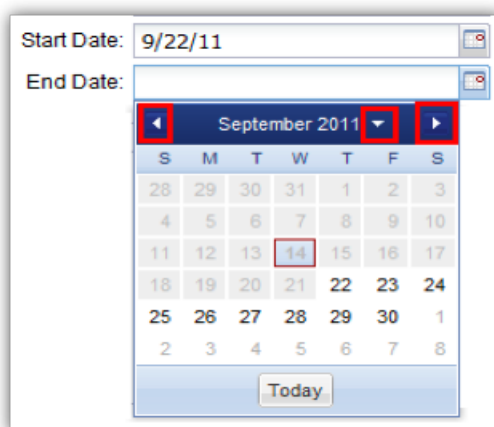 Start Date: 9/22/11
End Date:
September 2011
S M T W T F S
28 29 30 31 1 2 3
4 5 6 7 8 9 10
11 12 13 14 15 16 17
18 19 20 21 22 23 24
25 26 27 28 29 30 1
2 3 4 5 6 7 8
Today